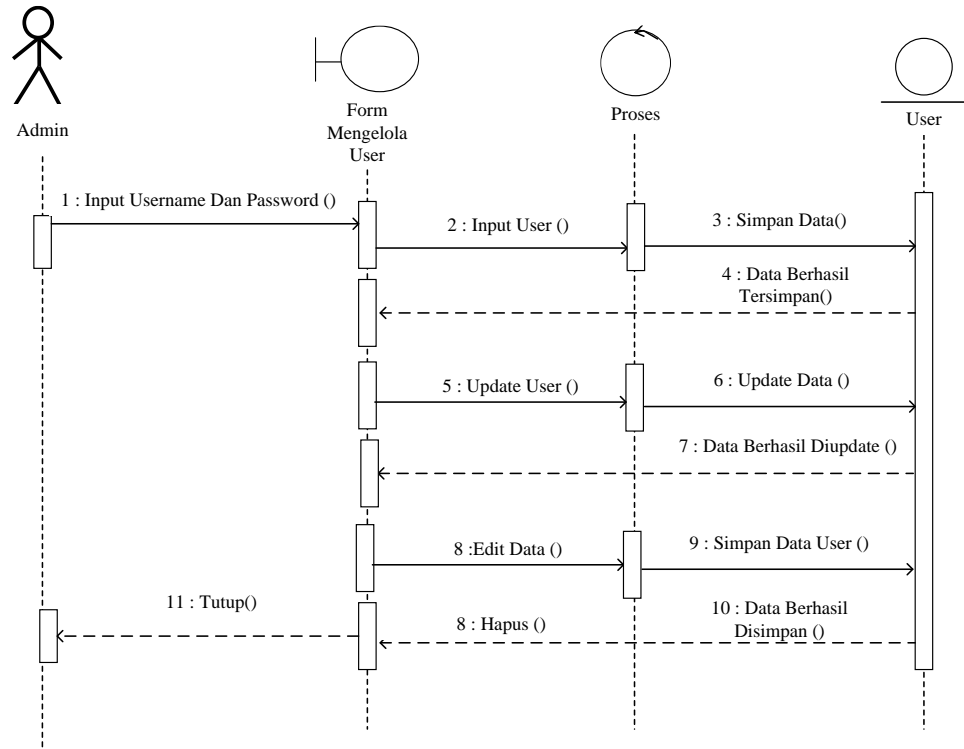 Admin
Form
Mengelola
User
Proses
User
1 : Input Username Dan Password ()
2 : Input User ()
3 : Simpan Data()
4 : Data Berhasil
Tersimpan()
5 : Update User ()
6 : Update Data ()
7 : Data Berhasil Diupdate ()
8 :Edit Data ()
9 : Simpan Data User ()
10 : Data Berhasil
Disimpan ()
8 : Hapus ()
11 : Tutup()